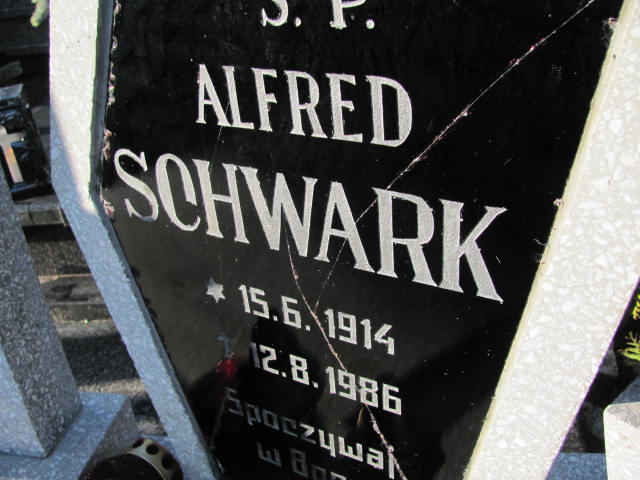 Ś. P.
ALFRED
SCHWARK
* 15.6.1914
† 12.8.1986
Spoczywaj
w